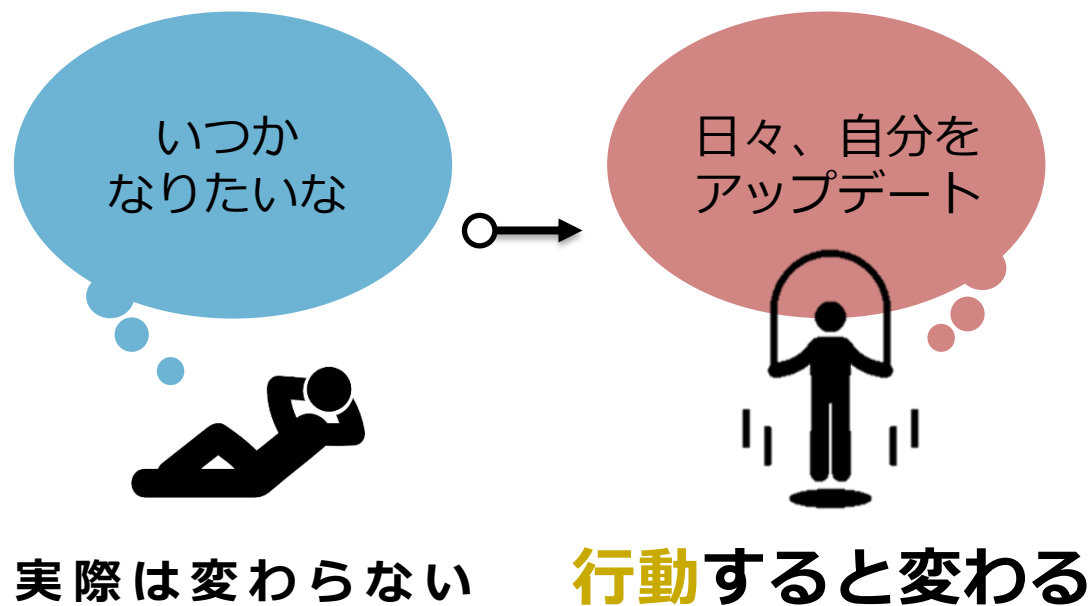 いつか
なりたいな
日々、自分を
アップデート
実際は変わらない
行動すると変わる